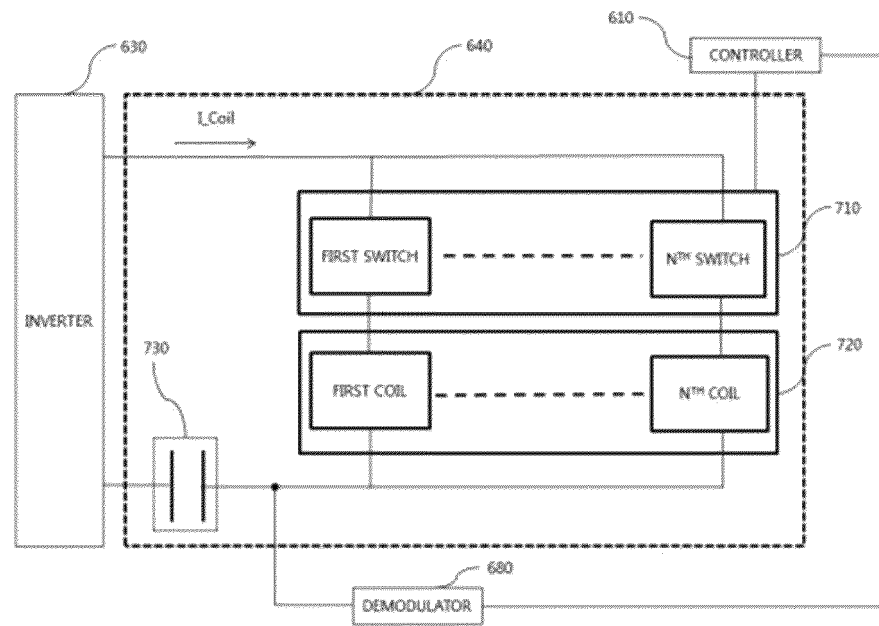 630
640
610
CONTROLLER
I_Coil
710
FIRST SWITCH
NTH SWITCH
INVERTER
730
720
FIRST COIL
NTH COIL
680
DEMODULATOR